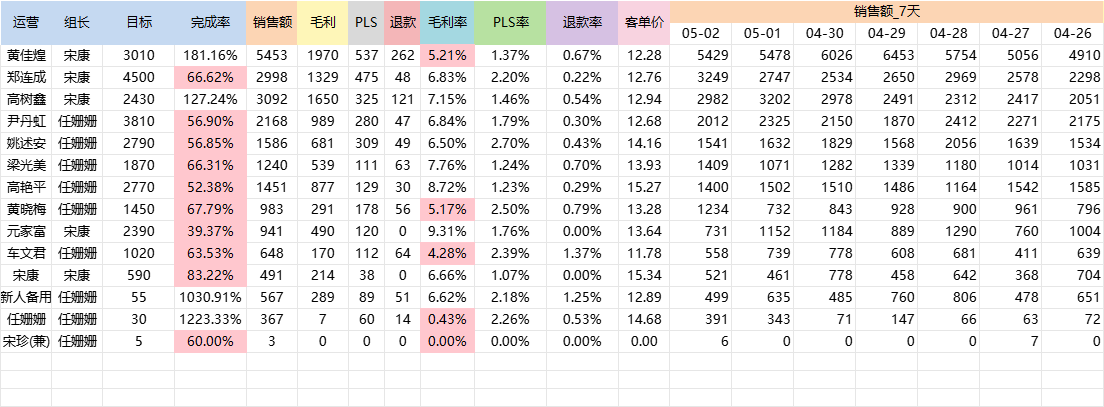 运营 组长 目标 完成率 销售额 毛利 PLS 退款 毛利率 PLS率 退款率 客单价 销售额_7天
05-02 05-01 04-30 04-29 04-28 04-27 04-26
黄佳煌 宋康 3010 181.16% 5453 1970 537 262 5.21% 1.37% 0.67% 12.28 5429 5478 6026 6453 5754 5056 4910
郑连成 宋康 4500 66.62% 2998 1329 475 48 6.83% 2.20% 0.22% 12.76 3249 2747 2534 2650 2969 2578 2298
高树鑫 宋康 2430 127.24% 3092 1650 325 121 7.15% 1.46% 0.54% 12.94 2982 3202 2978 2491 2312 2417 2051
尹丹虹 任姗姗 3810 56.90% 2168 989 280 47 6.84% 1.79% 0.30% 12.68 2012 2325 2150 1870 2412 2271 2175
姚述安 任姗姗 2790 56.85% 1586 681 309 49 6.50% 2.70% 0.43% 14.16 1541 1632 1829 1568 2056 1639 1534
梁光美 任姗姗 1870 66.31% 1240 539 111 63 7.76% 1.24% 0.70% 13.93 1409 1071 1282 1339 1180 1014 1031
高艳平 任姗姗 2770 52.38% 1451 877 129 30 8.72% 1.23% 0.29% 15.27 1400 1502 1510 1486 1164 1542 1585
黄晓梅 任姗姗 1450 67.79% 983 291 178 56 5.17% 2.50% 0.79% 13.28 1234 732 843 928 900 961 796
元家富 宋康 2390 39.37% 941 490 120 0 9.31% 1.76% 0.00% 13.64 731 1152 1184 889 1290 760 1004
车文君 任姗姗 1020 63.53% 648 170 112 64 4.28% 2.39% 1.37% 11.78 558 739 778 608 681 411 639
宋康 宋康 590 83.22% 491 214 38 0 6.66% 1.07% 0.00% 15.34 521 461 778 458 642 368 704
新人备用 任姗姗 55 1030.91% 567 289 89 51 6.62% 2.18% 1.25% 12.89 499 635 485 760 806 478 651
任姗姗 任姗姗 30 1223.33% 367 7 60 14 0.43% 2.26% 0.53% 14.68 391 343 71 147 66 63 72
宋珍(兼) 任姗姗 5 60.00% 3 0 0 0 0.00% 0.00% 0.00% 0.00 6 0 0 0 0 7 0